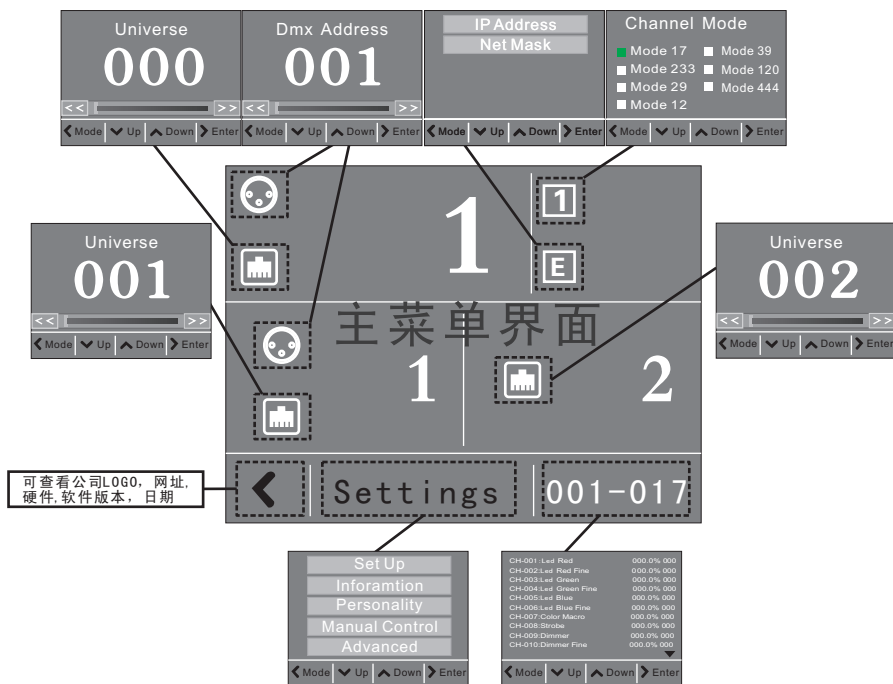 Universe
000
<< >>
Mode Up Down Enter
Dmx Address
001
<< >>
Mode Up Down Enter
IP Address
Net Mask
Mode Up Down Enter
Channel Mode
Mode 17 Mode 39
Mode 233 Mode 120
Mode 29 Mode 444
Mode 12
Mode Up Down Enter
1
1
E
Universe
001
<< >>
Mode Up Down Enter
主菜单界面
1
2
Universe
002
<< >>
Mode Up Down Enter
可查看公司LOGO，网址,
硬件,软件版本，日期
Settings
001-017
Set Up
Inforamtion
Personality
Manual Control
Advanced
Mode Up Down Enter
CH-001:Led Red 000.0% 000
CH-002:Led Red Fine 000.0% 000
CH-003:Led Green 000.0% 000
CH-004:Led Green Fine 000.0% 000
CH-005:Led Blue 000.0% 000
CH-006:Led Blue Fine 000.0% 000
CH-007:Color Macro 000.0% 000
CH-008:Strobe 000.0% 000
CH-009:Dimmer 000.0% 000
CH-010:Dimmer Fine 000.0% 000
Mode Up Down Enter